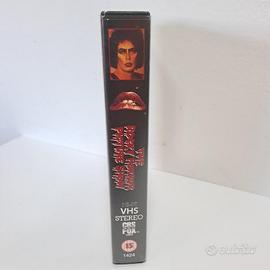 THE
ROCKY HORROR
PICTURE SHOW
VHS
STEREO
CBS
FOX
15
1424
subito